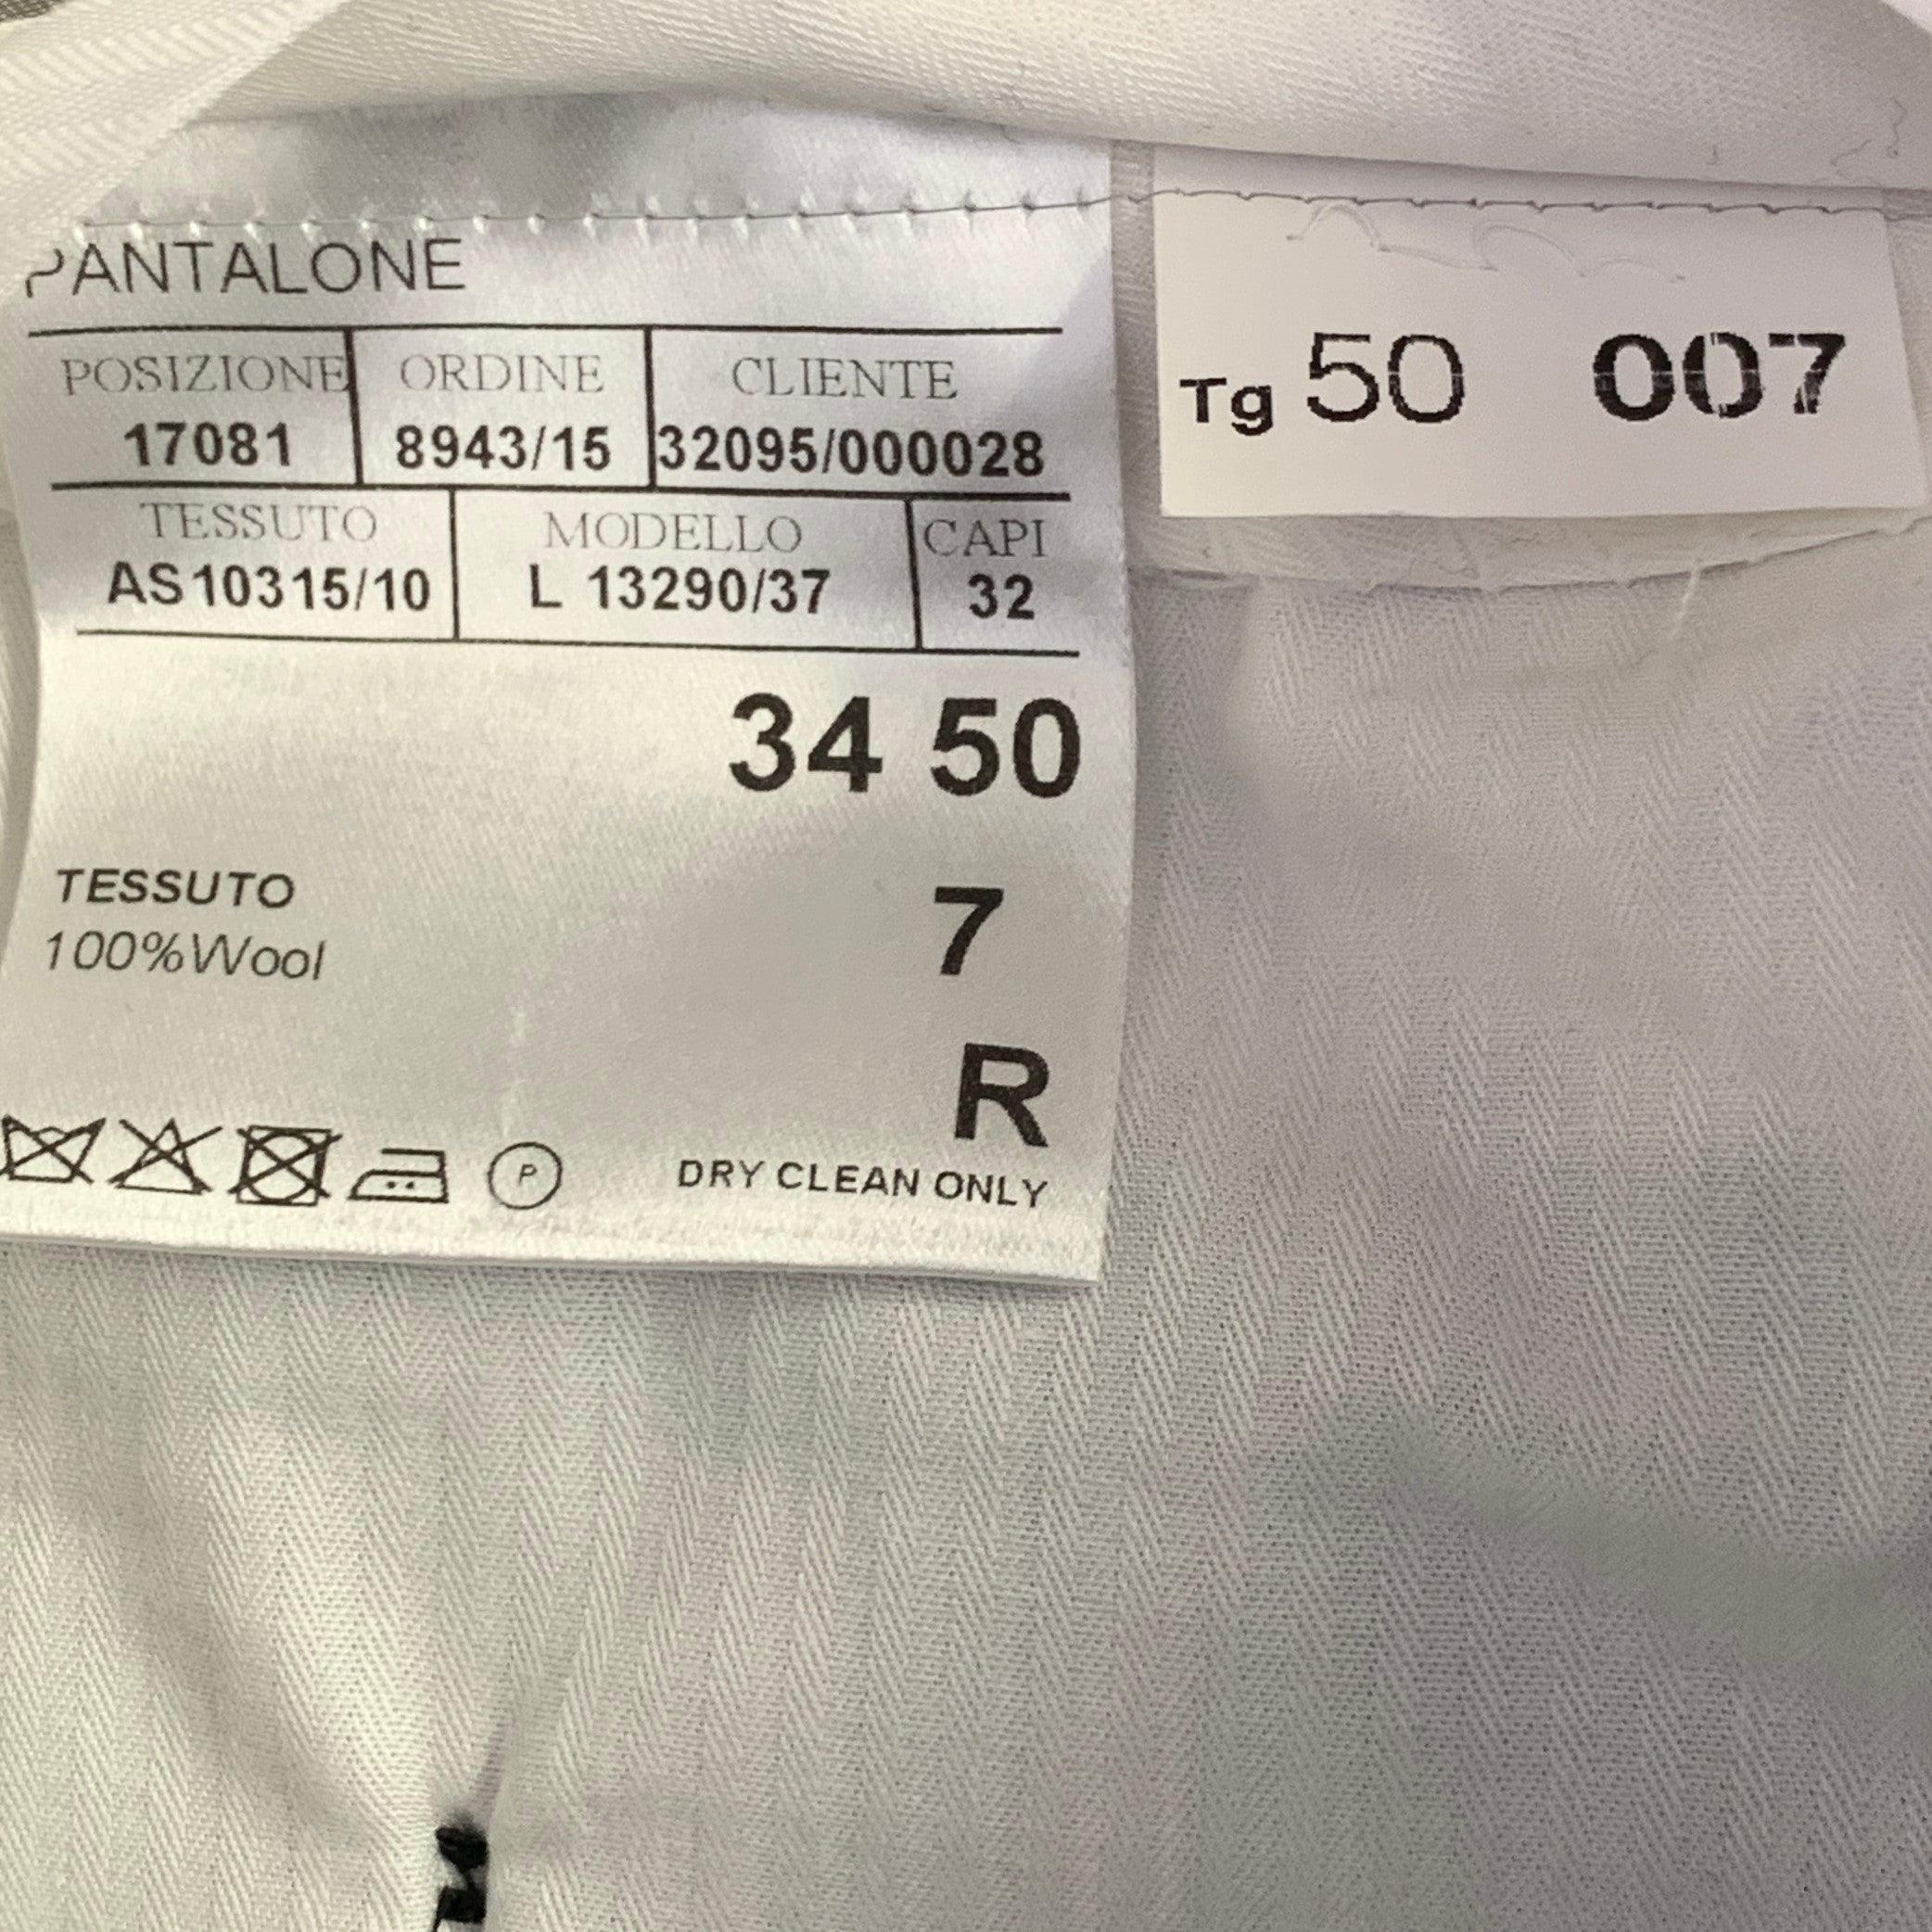 PANTALONE
POSIZIONE ORDINE CLIENTE
17081 8943/15 32095/000028
TESSUTO MODELLO CAPI
AS10315/10 L 13290/37 32
34 50
TESSUTO 7
100%Wool
R
P
DRY CLEAN ONLY
Tg 50 007